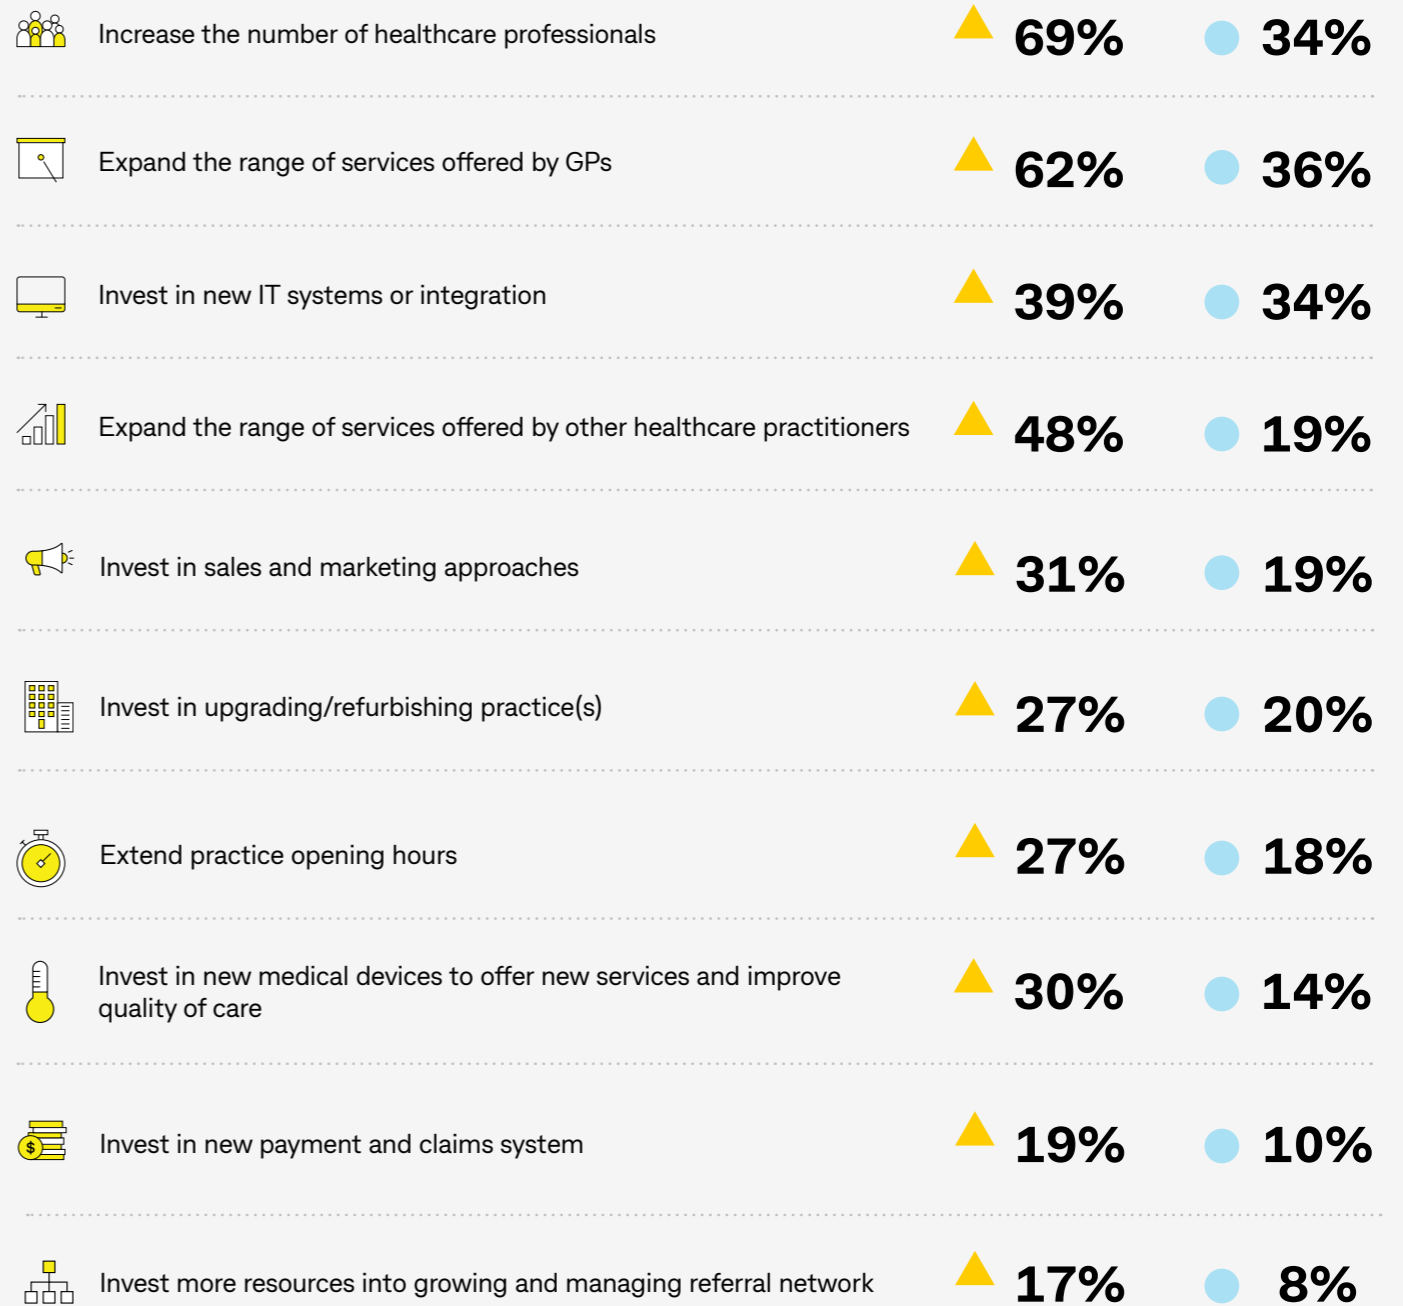 Increase the number of healthcare professionals 69% 34%
Expand the range of services offered by GPs 62% 36%
Invest in new IT systems or integration 39% 34%
Expand the range of services offered by other healthcare practitioners 48% 19%
Invest in sales and marketing approaches 31% 19%
Invest in upgrading/refurbishing practice(s) 27% 20%
Extend practice opening hours 27% 18%
Invest in new medical devices to offer new services and improve
quality of care 30% 14%
$ Invest in new payment and claims system 19% 10%
Invest more resources into growing and managing referral network 17% 8%